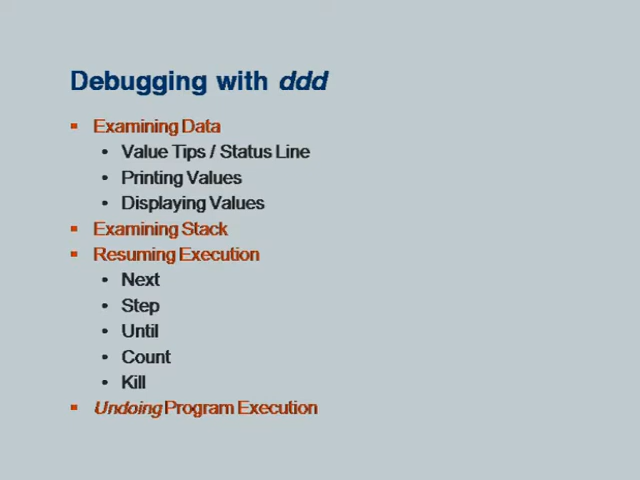 Debugging with ddd
▪ Examining Data
• Value Tips / Status Line
• Printing Values
• Displaying Values
▪ Examining Stack
▪ Resuming Execution
• Next
• Step
• Until
• Count
• Kill
▪ Undoing Program Execution